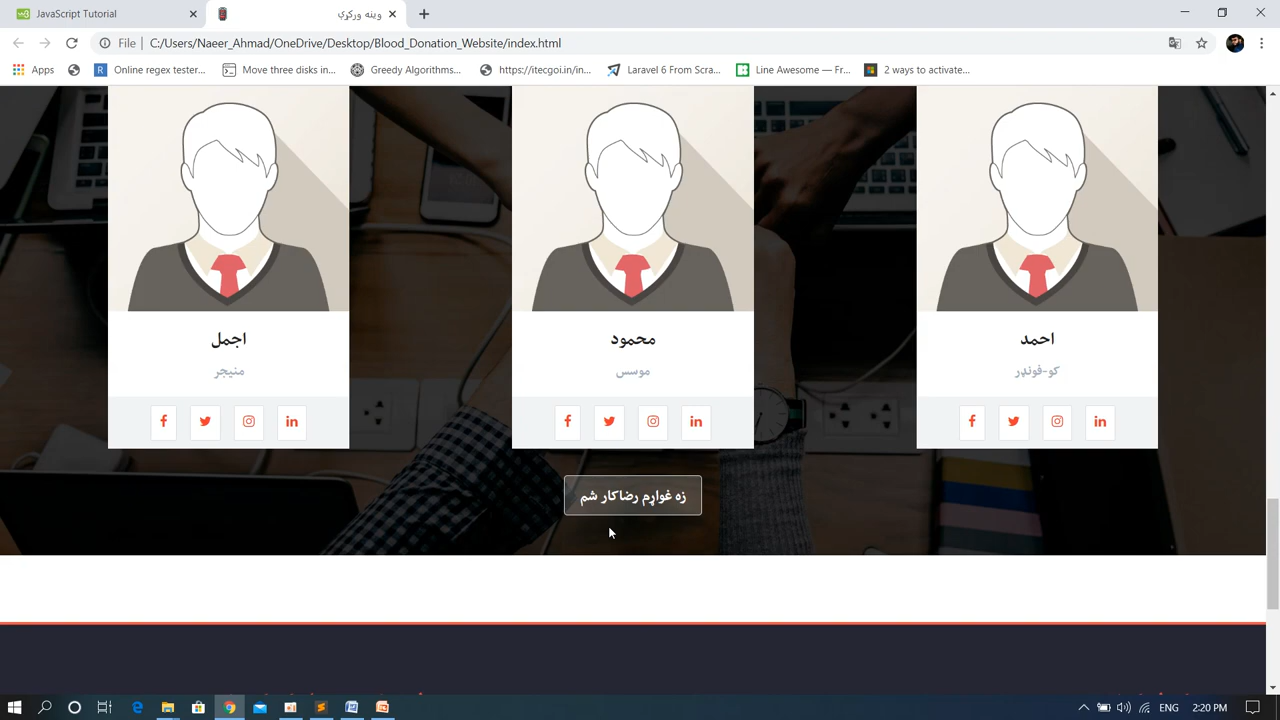 JavaScript Tutorial
وینه ورکړي
File
C:/Users/Naeer_Ahmad/OneDrive/Desktop/Blood_Donation_Website/index.html
Apps
Online regex tester...
Move three disks in...
Greedy Algorithms...
https://itecgoi.in/in...
Laravel 6 From Scra...
Line Awesome — Fr...
2 ways to activate...
احمد
کو-فونډر
محمود
موسس
اجمل
منیجر
زه غواړم رضاکار شم
ENG
2:20 PM